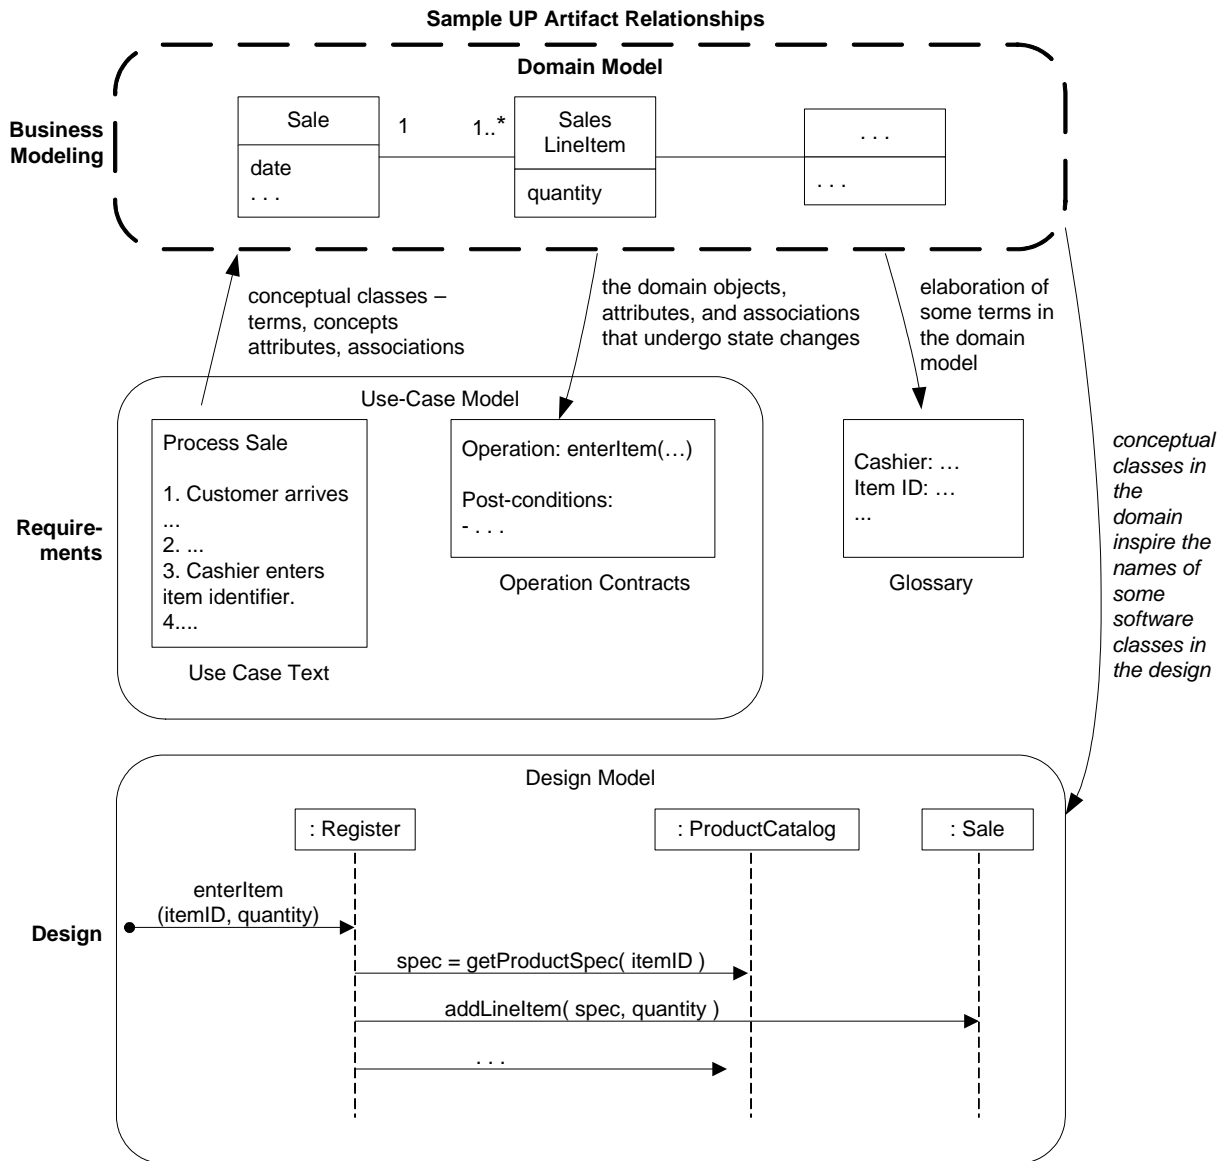 Sample UP Artifact Relationships
Domain Model
Business
Modeling
Sale
date
. . .
1
1..*
Sales
LineItem
quantity
. . .
. . .
conceptual classes –
terms, concepts
attributes, associations
the domain objects,
attributes, and associations
that undergo state changes
elaboration of
some terms in
the domain
model
Require-
ments
Use-Case Model
Process Sale
1. Customer arrives
...
2. ...
3. Cashier enters
item identifier.
4....
Use Case Text
Operation: enterItem(…)
Post-conditions:
- . . .
Operation Contracts
Cashier: …
Item ID: …
...
Glossary
conceptual
classes in
the
domain
inspire the
names of
some
software
classes in
the design
Design
Design Model
: Register
: ProductCatalog
: Sale
enterItem
(itemID, quantity)
spec = getProductSpec( itemID )
addLineItem( spec, quantity )
. . .